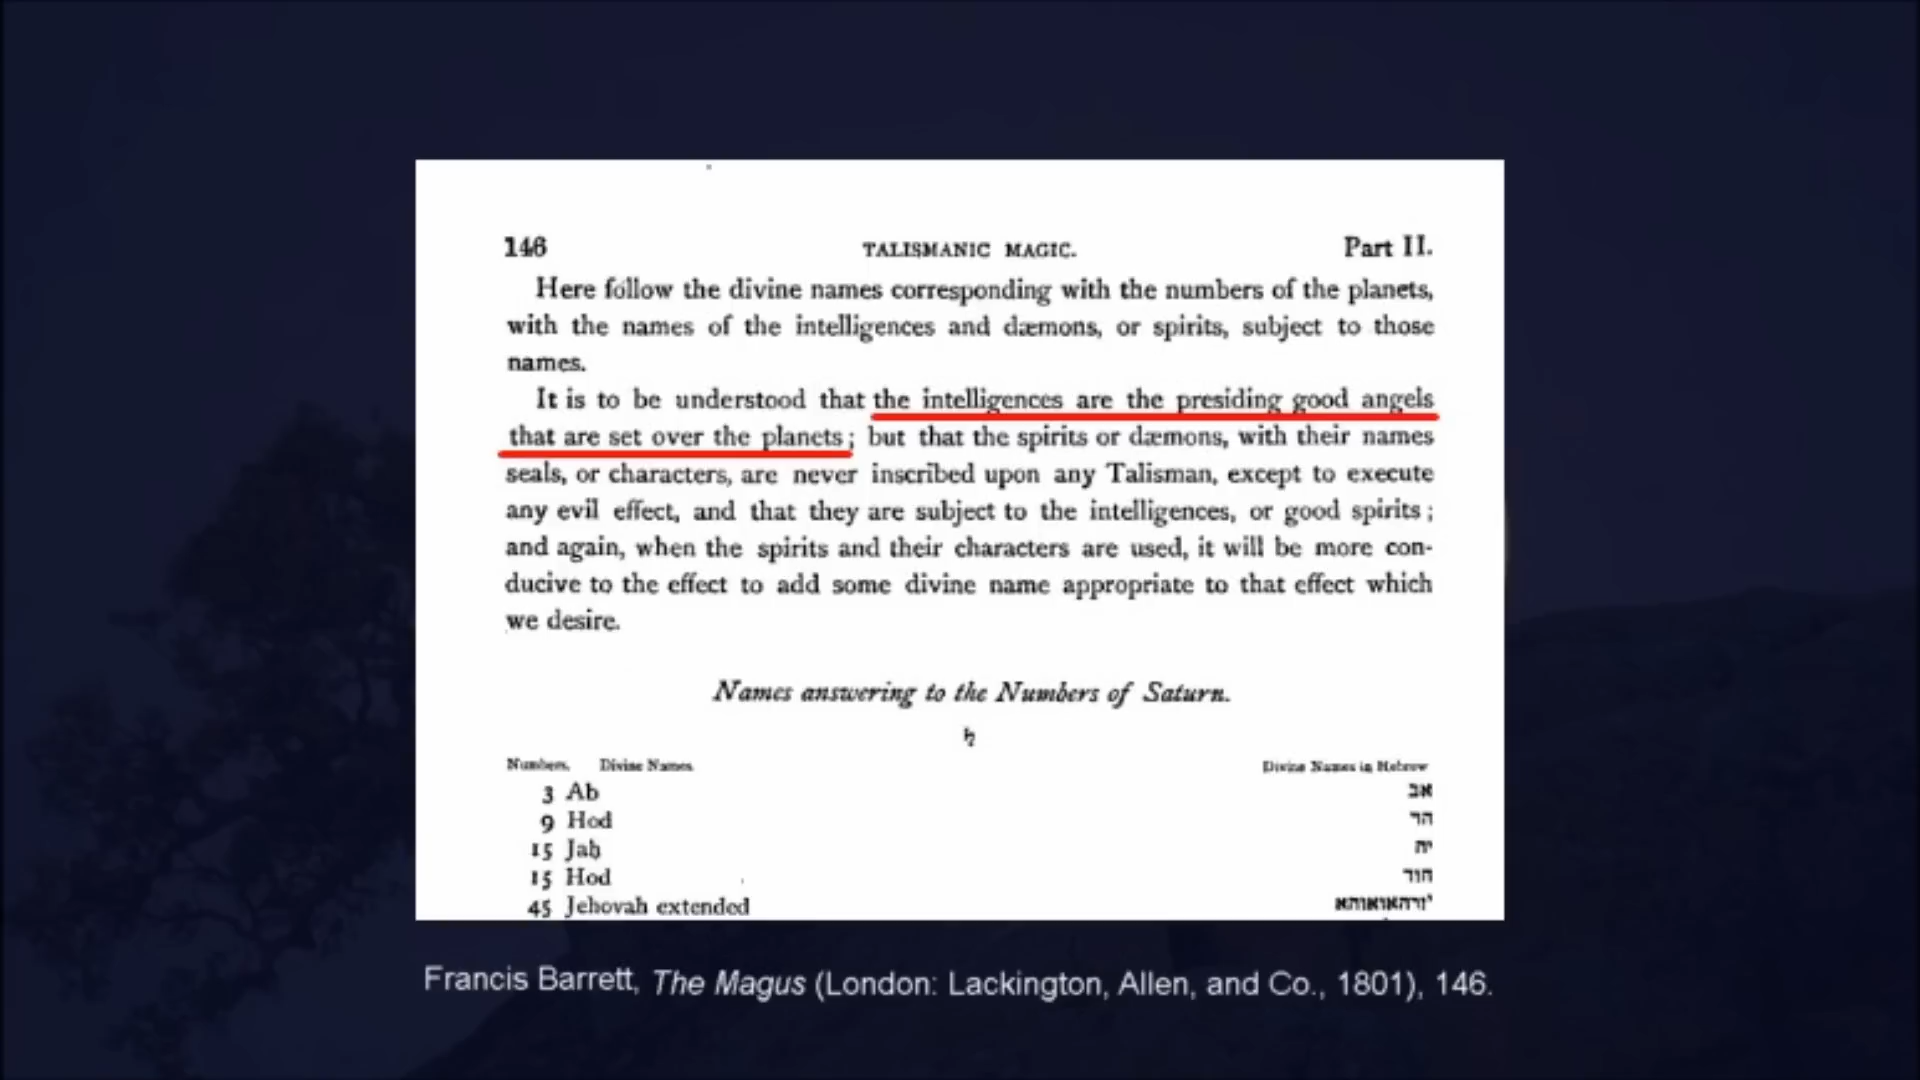 146 TALISMANIC MAGIC. Part II.
Here follow the divine names corresponding with the numbers of the planets,
with the names of the intelligences and dæmons, or spirits, subject to those
names.
It is to be understood that the intelligences are the presiding good angels
that are set over the planets; but that the spirits or dæmons, with their names
seals, or characters, are never inscribed upon any Talisman, except to execute
any evil effect, and that they are subject to the intelligences, or good spirits;
and again, when the spirits and their characters are used, it will be more con-
ducive to the effect to add some divine name appropriate to that effect which
we desire.
Names answering to the Numbers of Saturn.
♄
Numbers. Divine Names Divine Names in Hebrew
3 Ab אב
9 Hod הד
15 Jah יה
15 Hod הוד
45 Jehovah extended
Francis Barrett, The Magus (London: Lackington, Allen, and Co., 1801), 146.